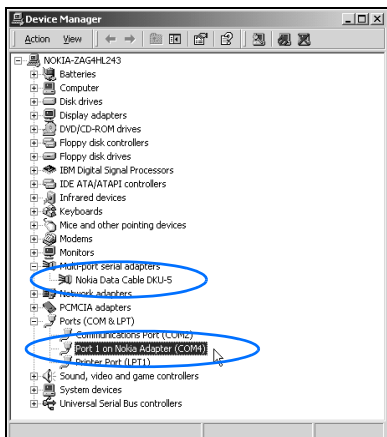 Device Manager
Action View
NOKIA-ZAG4HL243
Batteries
Computer
Disk drives
Display adapters
DVD/CD-ROM drives
Floppy disk controllers
Floppy disk drives
IBM Digital Signal Processors
IDE ATA/ATAPI controllers
Infrared devices
Keyboards
Mice and other pointing devices
Modems
Monitors
Multi-port serial adapters
Nokia Data Cable DKU-5
Network adapters
PCMCIA adapters
Ports (COM & LPT)
Communications Port (COM2)
Port 1 on Nokia Adapter (COM4)
Printer Port (LPT1)
Sound, video and game controllers
System devices
Universal Serial Bus controllers